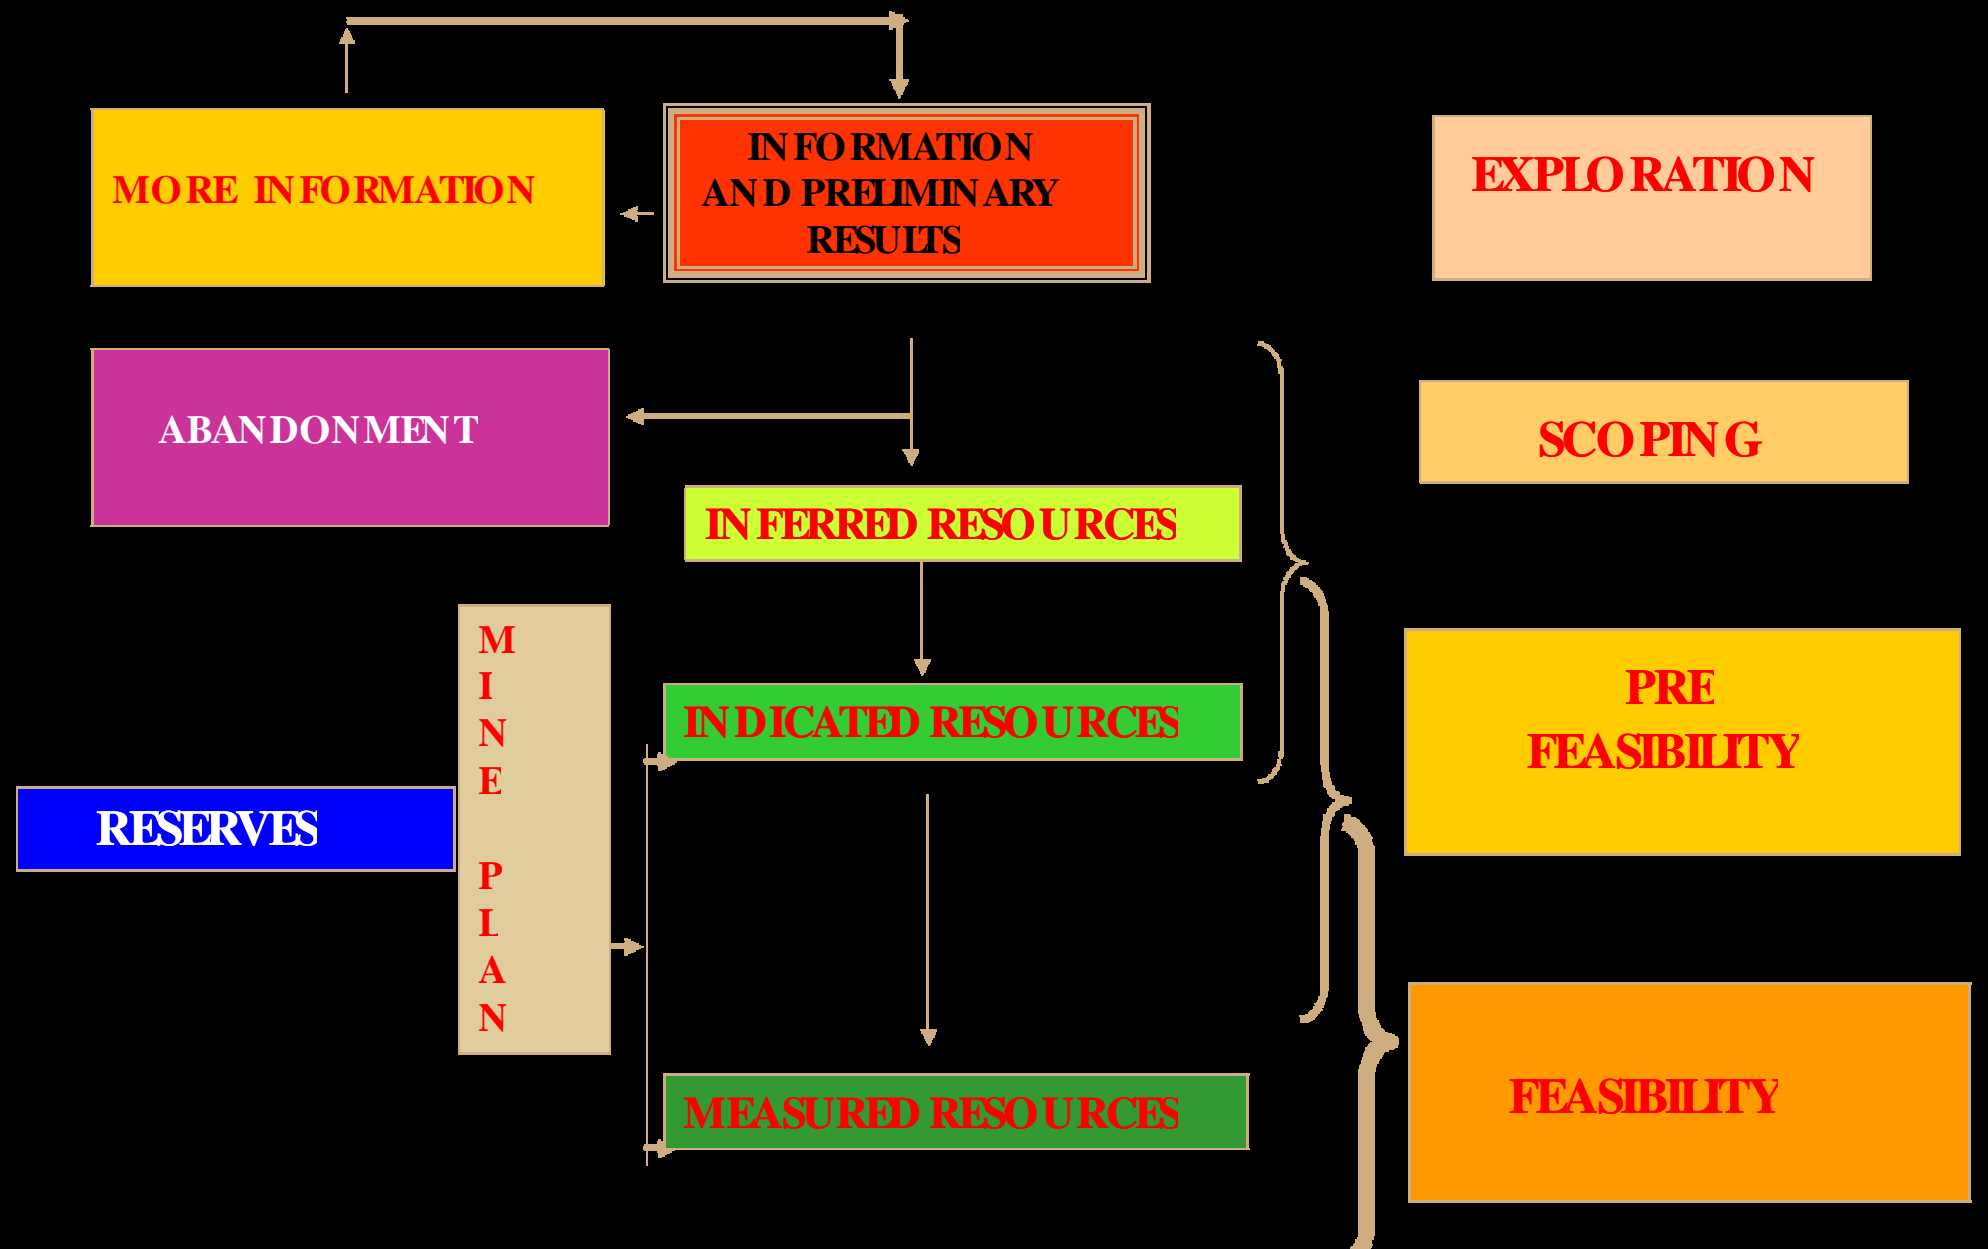 MORE INFORMATION
INFORMATION
AND PRELIMINARY
RESULTS
EXPLORATION
ABANDONMENT
SCOPING
INFERRED RESOURCES
M
I
N
E
P
L
A
N
INDICATED RESOURCES
PRE
FEASIBILITY
RESERVES
MEASURED RESOURCES
FEASIBILITY